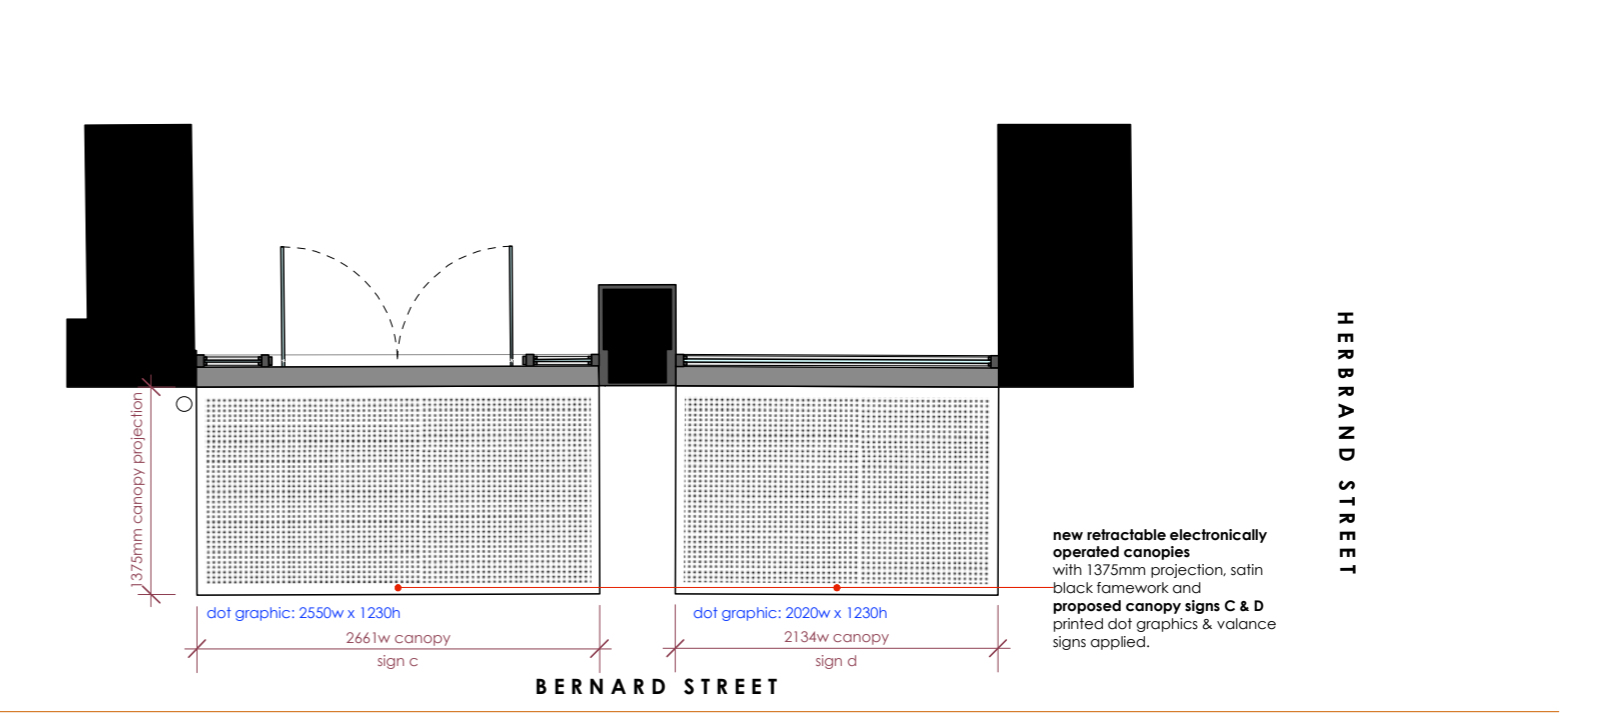 HERBRAND STREET
1375mm canopy projection
new retractable electronically
operated canopies
with 1375mm projection, satin
black famework and
proposed canopy signs C & D
printed dot graphics & valance
signs applied.
dot graphic: 2550w x 1230h
dot graphic: 2020w x 1230h
2661w canopy
2134w canopy
sign c
sign d
BERNARD STREET